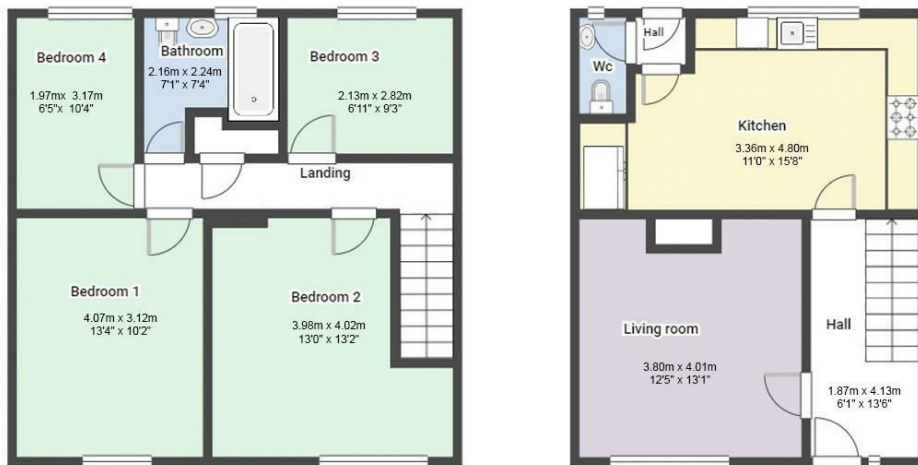 Bedroom 4
1.97m x 3.17m
6'5" x 10'4"
Bathroom
2.16m x 2.24m
7'1" x 7'4"
Bedroom 3
2.13m x 2.82m
6'11" x 9'3"
Landing
Bedroom 1
4.07m x 3.12m
13'4" x 10'2"
Bedroom 2
3.98m x 4.02m
13'0" x 13'2"
Hall
Wc
Kitchen
3.36m x 4.80m
11'0" x 15'8"
Living room
3.80m x 4.01m
12'5" x 13'1"
Hall
1.87m x 4.13m
6'1" x 13'6"